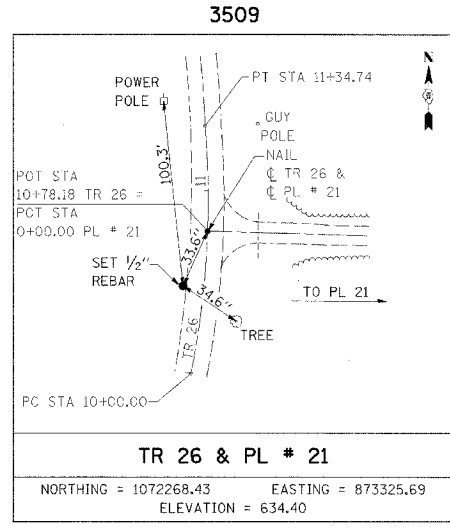 3509
N
POWER
POLE
PT STA 11+34.74
GUY
POLE
NAIL
℄ TR 26 &
℄ PL # 21
100.3'
11
POT STA
10+78.18 TR 26 =
POT STA
0+00.00 PL # 21
33.6"
SET 1/2"
REBAR
34.6"
TO PL 21
TREE
TR 26
PC STA 10+00.00
TR 26 & PL # 21
NORTHING = 1072268.43 EASTING = 873325.69
ELEVATION = 634.40